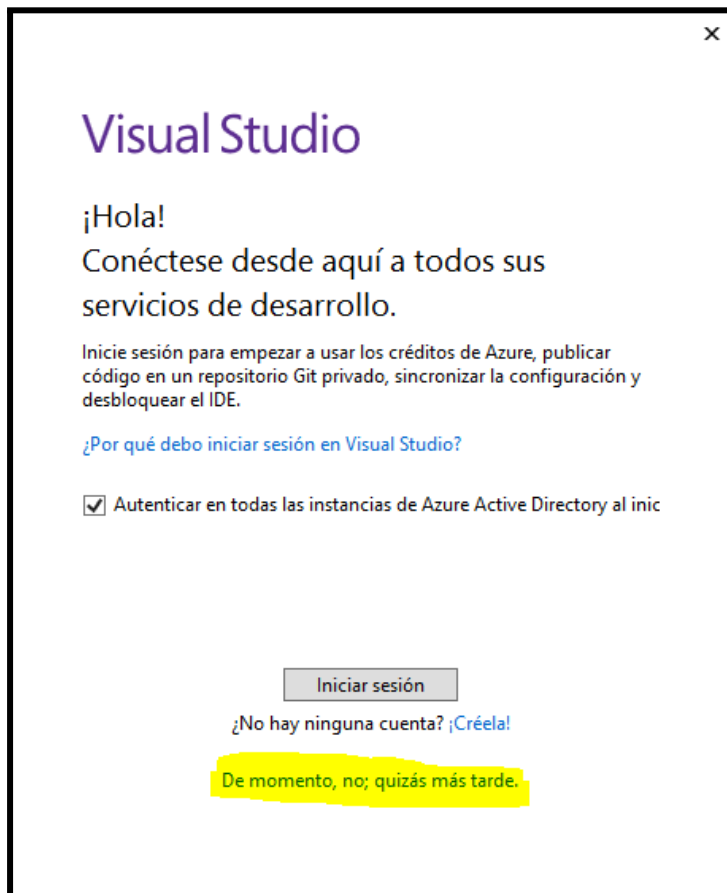 Visual Studio
¡Hola!
Conéctese desde aquí a todos sus
servicios de desarrollo.
Inicie sesión para empezar a usar los créditos de Azure, publicar
código en un repositorio Git privado, sincronizar la configuración y
desbloquear el IDE.
¿Por qué debo iniciar sesión en Visual Studio?
Autenticar en todas las instancias de Azure Active Directory al inic
Iniciar sesión
¿No hay ninguna cuenta? ¡Créela!
De momento, no; quizás más tarde.